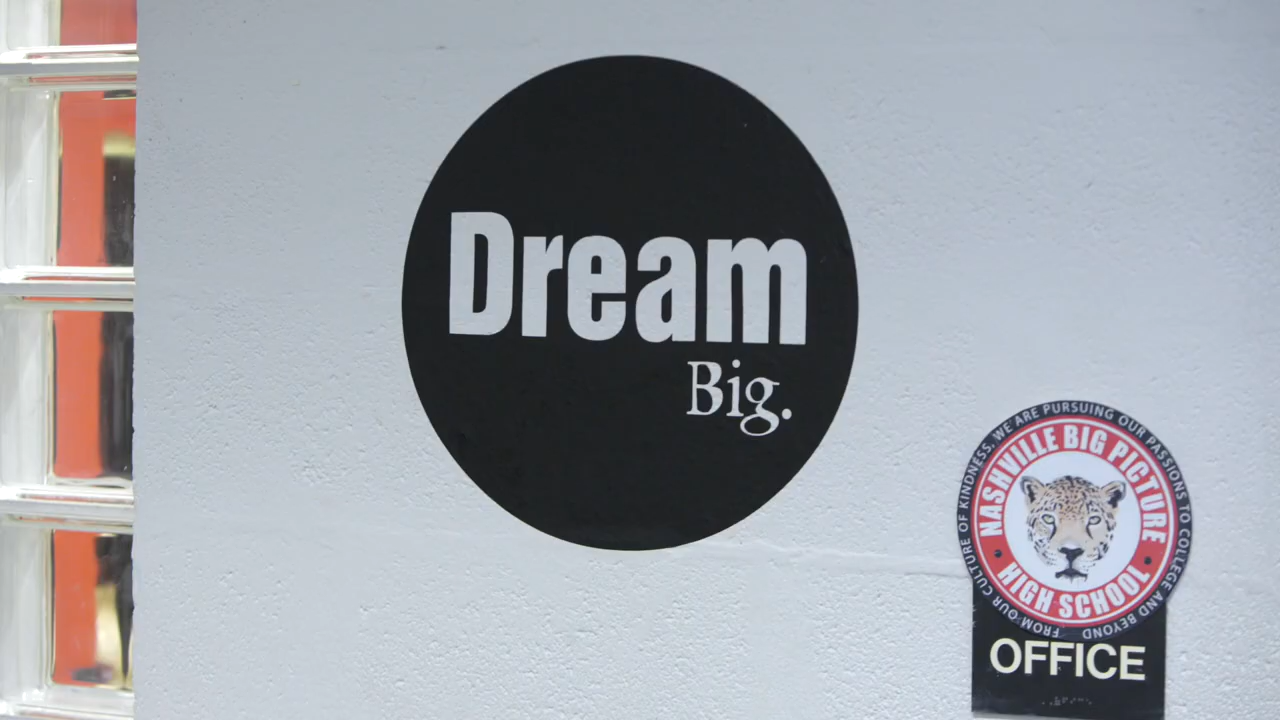 Dream
Big.
FROM OUR CULTURE OF KINDNESS, WE ARE PURSUING OUR PASSIONS TO COLLEGE AND BEYOND
NASHVILLE BIG PICTURE
HIGH SCHOOL
OFFICE